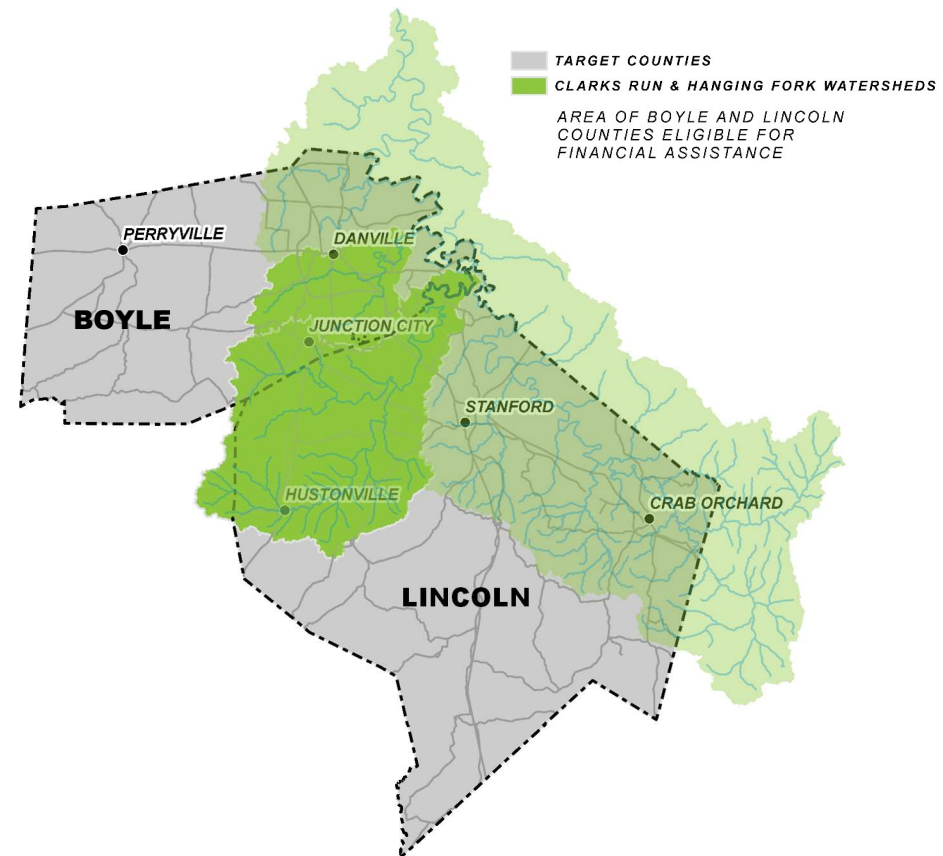 TARGET COUNTIES
CLARKS RUN & HANGING FORK WATERSHEDS
AREA OF BOYLE AND LINCOLN
COUNTIES ELIGIBLE FOR
FINANCIAL ASSISTANCE
PERRYVILLE
DANVILLE
BOYLE
JUNCTION CITY
STANFORD
HUSTONVILLE
CRAB ORCHARD
LINCOLN